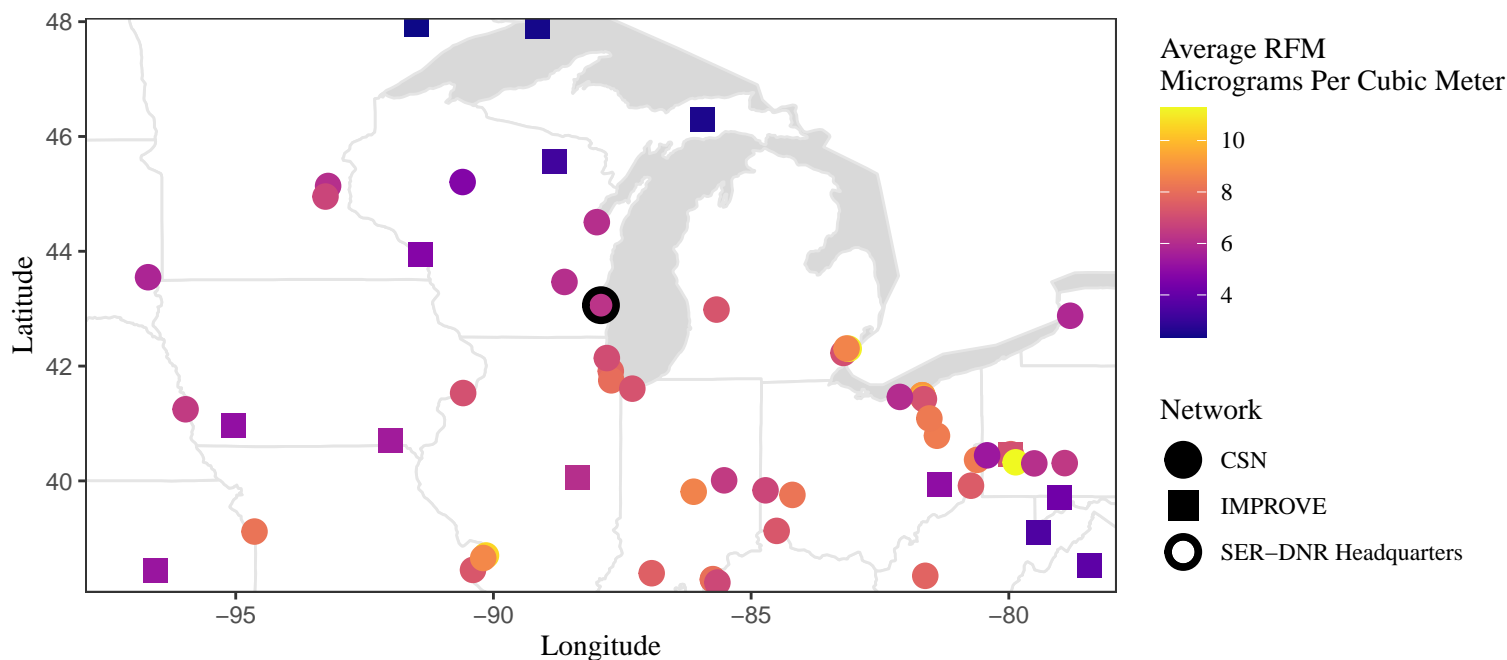 48
46
44
42
40
Latitude
−95
−90
−85
−80
Longitude
Average RFM
Micrograms Per Cubic Meter
10
8
6
4
Network
CSN
IMPROVE
SER−DNR Headquarters